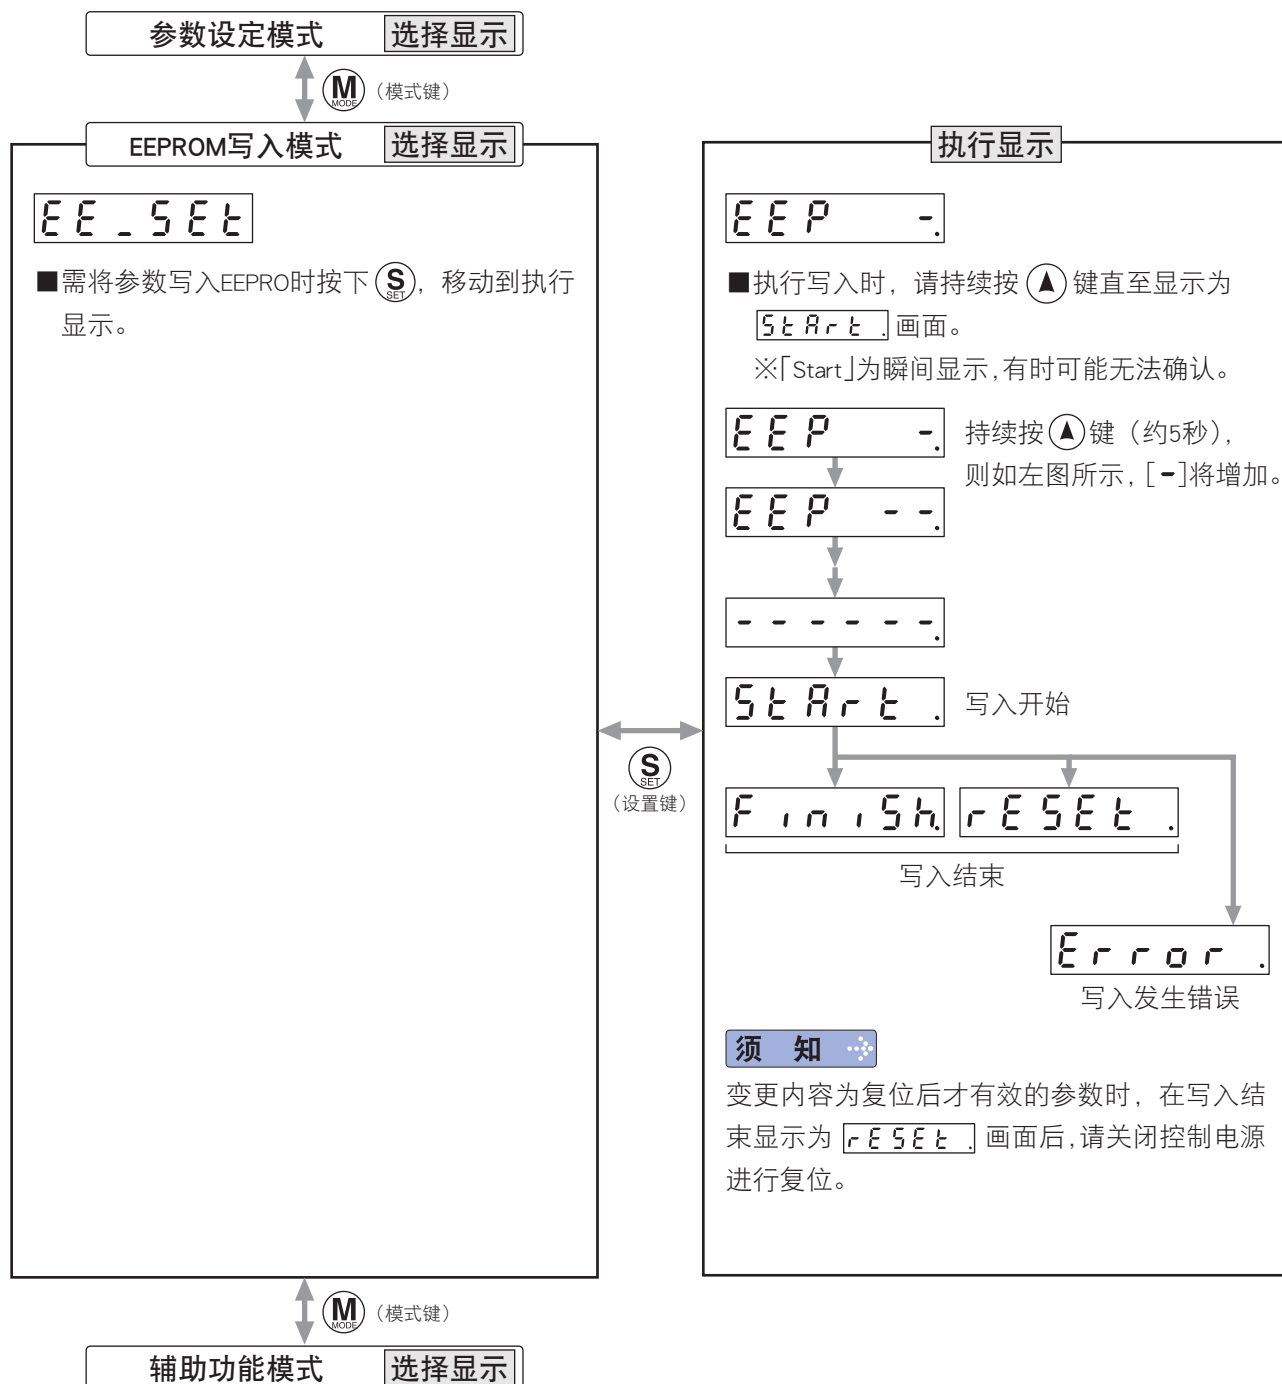 参数设定模式 选择显示
M MODE （模式键）
EEPROM写入模式 选择显示
EE_SEt
■需将参数写入EEPRO时按下 S SET ，移动到执行
显示。
S SET
（设置键）
执行显示
EEP -.
■执行写入时，请持续按 ▲ 键直至显示为
StArt . 画面。
※「Start」为瞬间显示,有时可能无法确认。
EEP -.
持续按 ▲ 键（约5秒），
则如左图所示，[-]将增加。
EEP --.
------.
StArt . 写入开始
FiniSh. rESEt .
写入结束
Error .
写入发生错误
须 知
变更内容为复位后才有效的参数时，在写入结
束显示为 rESEt . 画面后,请关闭控制电源
进行复位。
M MODE （模式键）
辅助功能模式 选择显示